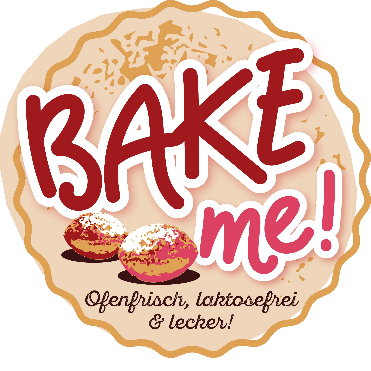 BAKE
me!
Ofenfrisch, laktosefrei
& lecker!